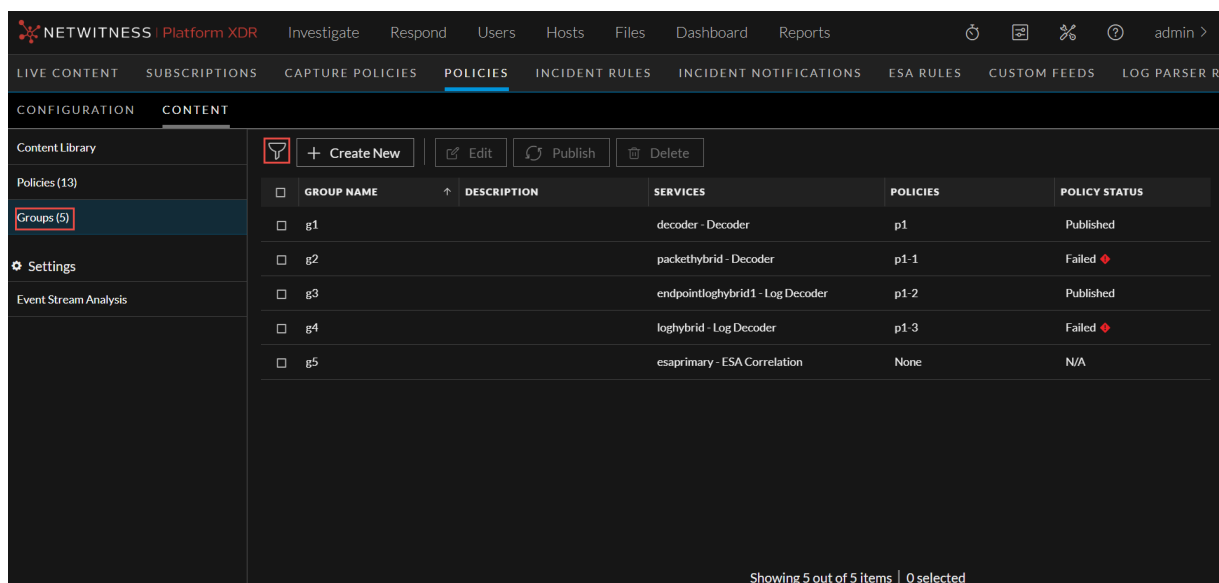 NETWITNESS | Platform XDR Investigate Respond Users Hosts Files Dashboard Reports admin >
LIVE CONTENT SUBSCRIPTIONS CAPTURE POLICIES POLICIES INCIDENT RULES INCIDENT NOTIFICATIONS ESA RULES CUSTOM FEEDS LOG PARSER R
CONFIGURATION CONTENT
Content Library
Policies (13)
Groups (5)
Settings
Event Stream Analysis
+ Create New Edit Publish Delete
GROUP NAME ↑ DESCRIPTION SERVICES POLICIES POLICY STATUS
g1 decoder - Decoder p1 Published
g2 packethybrid - Decoder p1-1 Failed
g3 endpointloghybrid1 - Log Decoder p1-2 Published
g4 loghybrid - Log Decoder p1-3 Failed
g5 esaprimary - ESA Correlation None N/A
Showing 5 out of 5 items | 0 selected